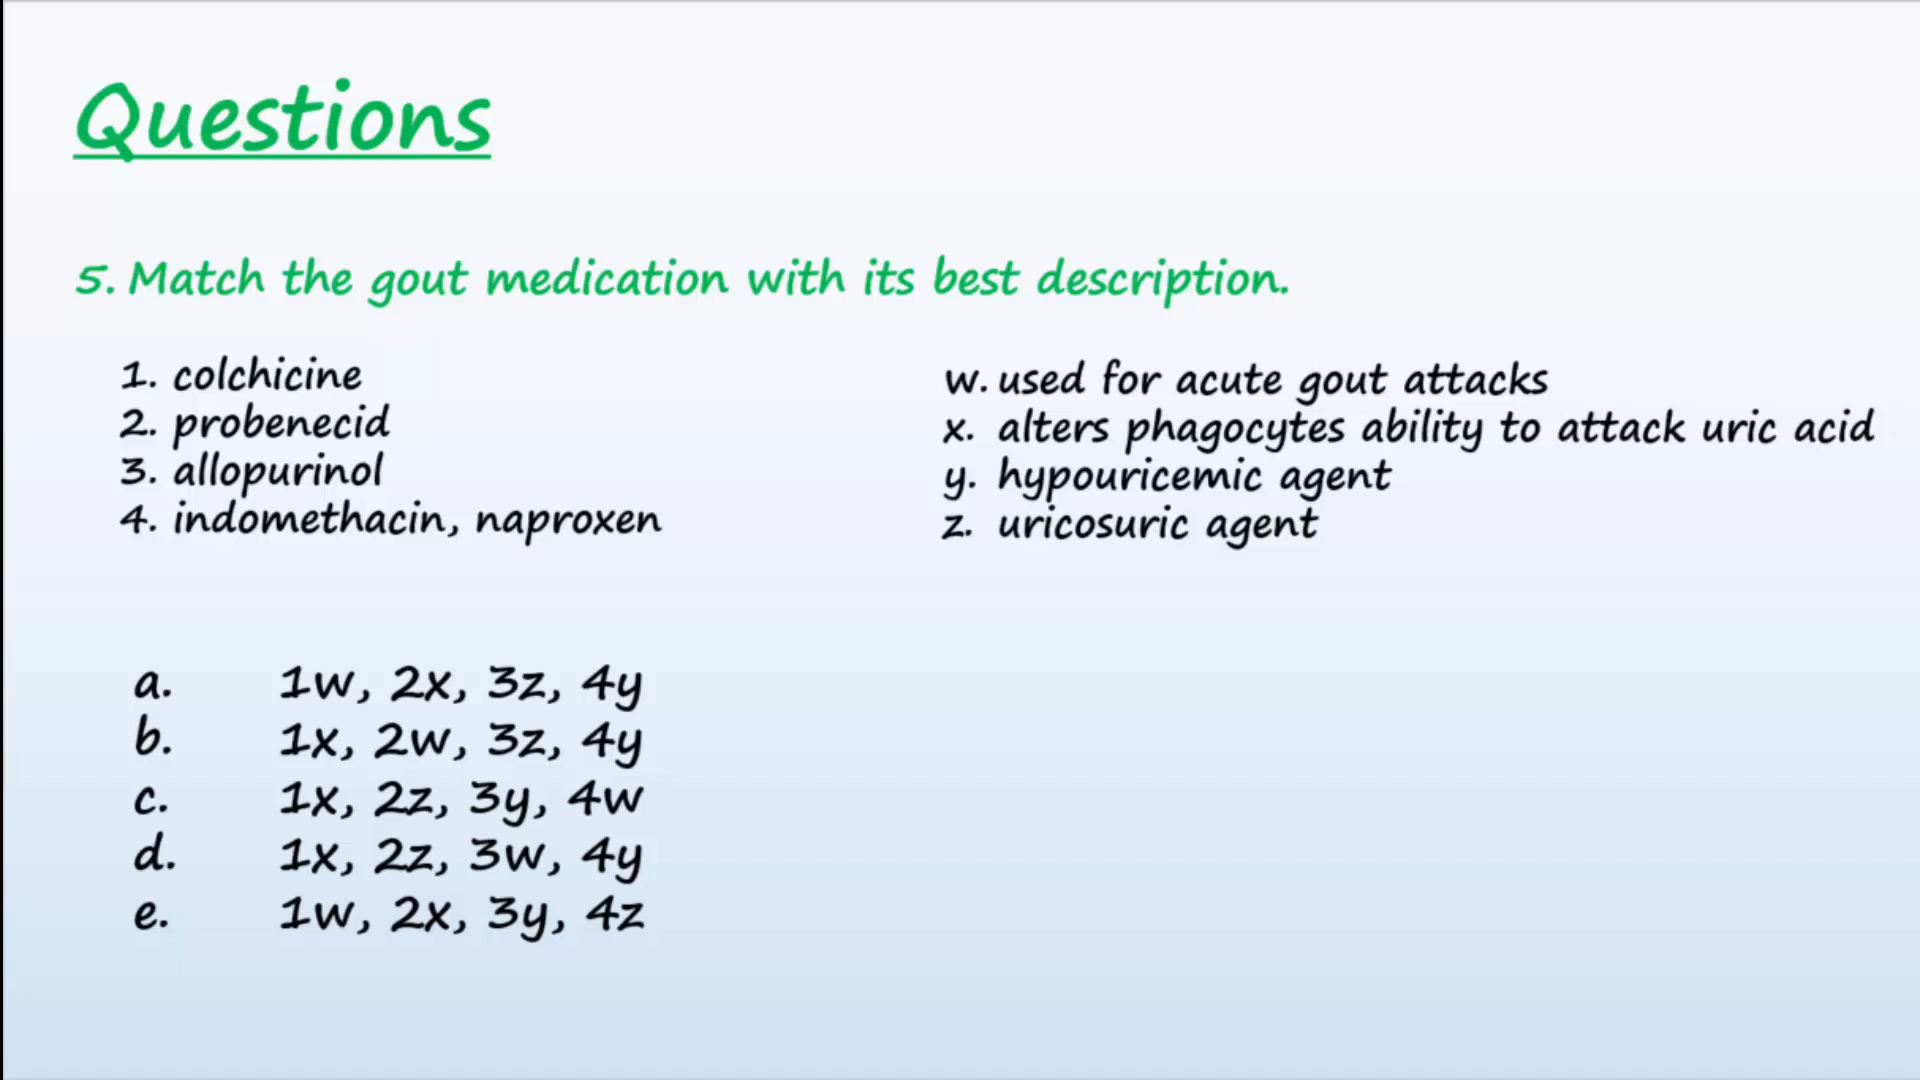 Questions
5. Match the gout medication with its best description.
1. colchicine
2. probenecid
3. allopurinol
4. indomethacin, naproxen
w. used for acute gout attacks
x. alters phagocytes ability to attack uric acid
y. hypouricemic agent
z. uricosuric agent
a. 1w, 2x, 3z, 4y
b. 1x, 2w, 3z, 4y
c. 1x, 2z, 3y, 4w
d. 1x, 2z, 3w, 4y
e. 1w, 2x, 3y, 4z